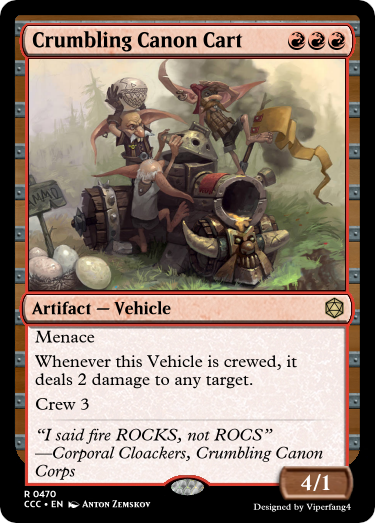 Crumbling Canon Cart
AMMO
Artifact — Vehicle
Menace
Whenever this Vehicle is crewed, it
deals 2 damage to any target.
Crew 3
“I said fire ROCKS, not ROCS”
—Corporal Cloackers, Crumbling Canon
Corps
4/1
R 0470
CCC • EN Anton Zemskov
Designed by Viperfang4